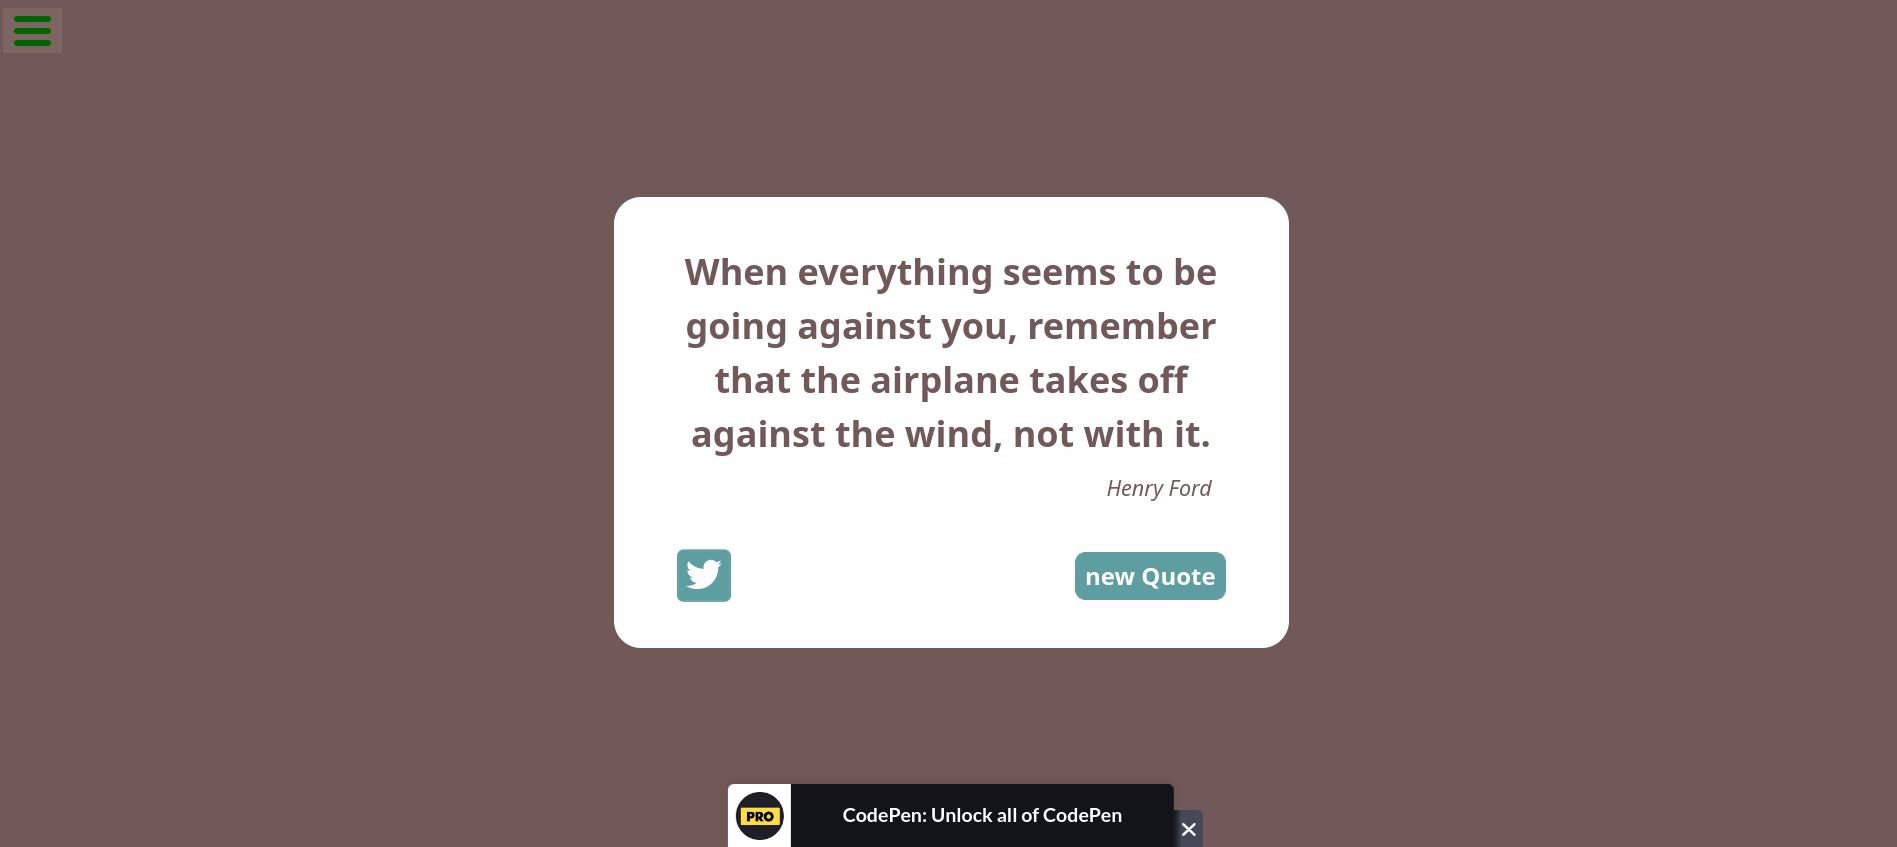 When everything seems to be
going against you, remember
that the airplane takes off
against the wind, not with it.
Henry Ford
new Quote
PRO
CodePen: Unlock all of CodePen